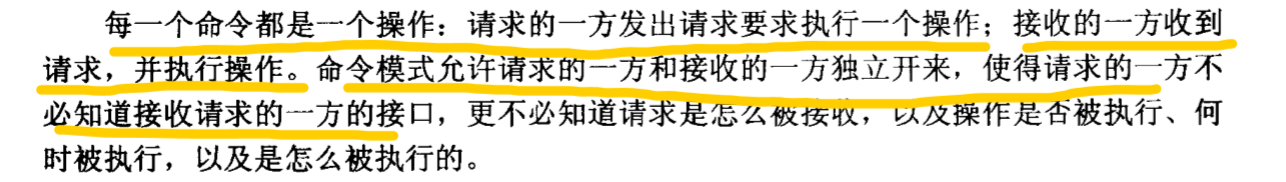 每一个命令都是一个操作：请求的一方发出请求要求执行一个操作；接收的一方收到
请求，并执行操作。命令模式允许请求的一方和接收的一方独立开来，使得请求的一方不
必知道接收请求的一方的接口，更不必知道请求是怎么被接收，以及操作是否被执行、何
时被执行，以及是怎么被执行的。